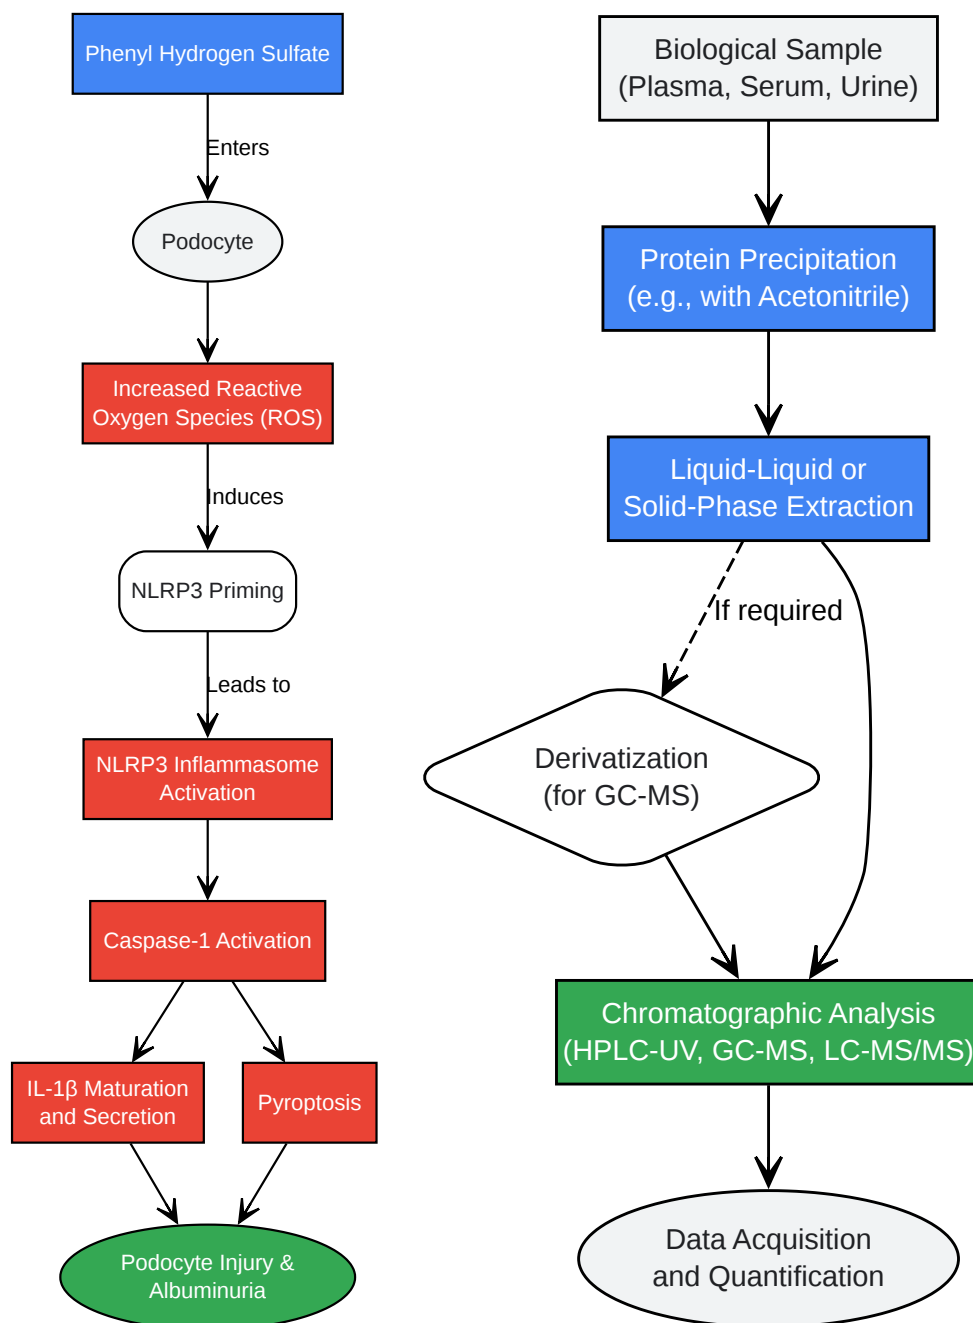 Phenyl Hydrogen Sulfate
Enters
Podocyte
Increased Reactive
Oxygen Species (ROS)
Induces
NLRP3 Priming
Leads to
NLRP3 Inflammasome
Activation
Caspase-1 Activation
IL-1β Maturation
and Secretion
Pyroptosis
Podocyte Injury &
Albuminuria
Biological Sample
(Plasma, Serum, Urine)
Protein Precipitation
(e.g., with Acetonitrile)
Liquid-Liquid or
Solid-Phase Extraction
If required
Derivatization
(for GC-MS)
Chromatographic Analysis
(HPLC-UV, GC-MS, LC-MS/MS)
Data Acquisition
and Quantification